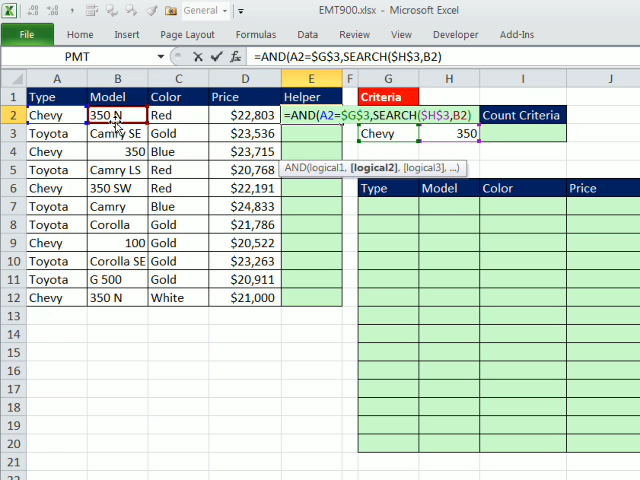 General
EMT900.xlsx - Microsoft Excel
File Home Insert Page Layout Formulas Data Review View Developer Add-Ins
PMT fx =AND(A2=$G$3,SEARCH($H$3,B2)
A B C D E F G H I J
1 Type Model Color Price Helper Criteria
2 Chevy 350 N Red $22,803 =AND(A2=$G$3,SEARCH($H$3,B2) Count Criteria
3 Toyota Camry SE Gold $23,536 Chevy 350
4 Chevy 350 Blue $23,715
AND(logical1, [logical2], [logical3], ...)
5 Toyota Camry LS Red $20,768
6 Chevy 350 SW Red $22,191 Type Model Color Price
7 Toyota Camry Blue $24,833
8 Toyota Corolla Gold $21,786
9 Chevy 100 Gold $20,522
10 Toyota Corolla SE Gold $23,263
11 Toyota G 500 Gold $20,911
12 Chevy 350 N White $21,000
13
14
15
16
17
18
19
20
21